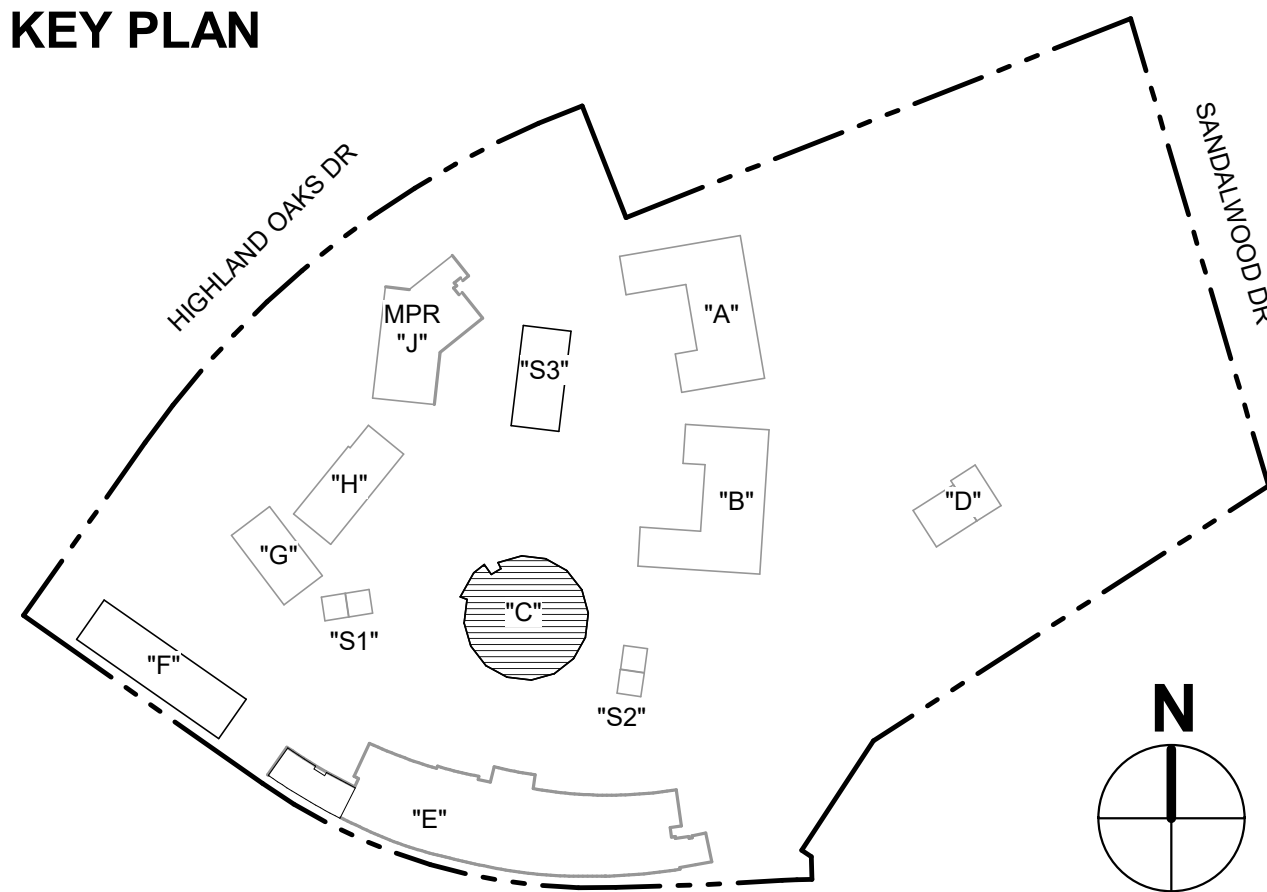 KEY PLAN
HIGHLAND OAKS DR
SANDALWOOD DR
MPR
"J"
"A"
"S3"
"H"
"B"
"D"
"G"
"C"
"S1"
"F"
"S2"
N
"E"